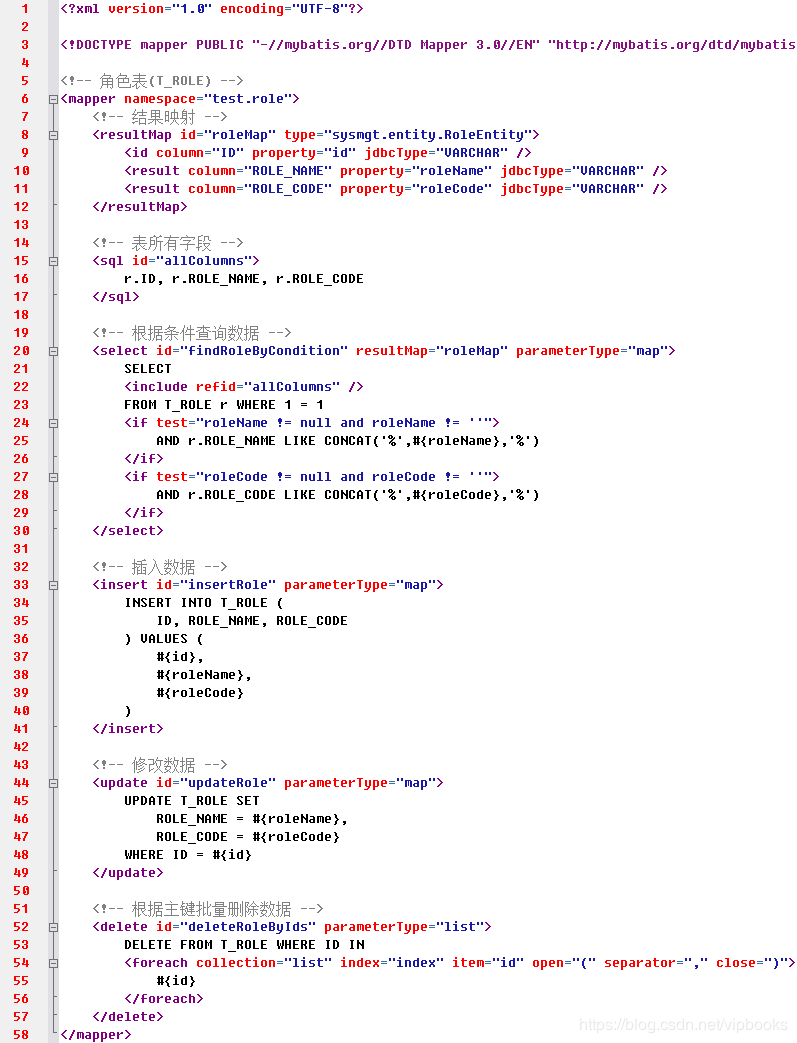 1 <?xml version="1.0" encoding="UTF-8"?>
2
3 <!DOCTYPE mapper PUBLIC "-//mybatis.org//DTD Mapper 3.0//EN" "http://mybatis.org/dtd/mybatis
4
5 <!-- 角色表(T_ROLE) -->
6 <mapper namespace="test.role">
7     <!-- 结果映射 -->
8     <resultMap id="roleMap" type="sysmgt.entity.RoleEntity">
9         <id column="ID" property="id" jdbcType="VARCHAR" />
10         <result column="ROLE_NAME" property="roleName" jdbcType="VARCHAR" />
11         <result column="ROLE_CODE" property="roleCode" jdbcType="VARCHAR" />
12     </resultMap>
13
14     <!-- 表所有字段 -->
15     <sql id="allColumns">
16         r.ID, r.ROLE_NAME, r.ROLE_CODE
17     </sql>
18
19     <!-- 根据条件查询数据 -->
20     <select id="findRoleByCondition" resultMap="roleMap" parameterType="map">
21         SELECT
22         <include refid="allColumns" />
23         FROM T_ROLE r WHERE 1 = 1
24         <if test="roleName != null and roleName != ''">
25             AND r.ROLE_NAME LIKE CONCAT('%',#{roleName},'%')
26         </if>
27         <if test="roleCode != null and roleCode != ''">
28             AND r.ROLE_CODE LIKE CONCAT('%',#{roleCode},'%')
29         </if>
30     </select>
31
32     <!-- 插入数据 -->
33     <insert id="insertRole" parameterType="map">
34         INSERT INTO T_ROLE (
35             ID, ROLE_NAME, ROLE_CODE
36         ) VALUES (
37             #{id},
38             #{roleName},
39             #{roleCode}
40         )
41     </insert>
42
43     <!-- 修改数据 -->
44     <update id="updateRole" parameterType="map">
45         UPDATE T_ROLE SET
46             ROLE_NAME = #{roleName},
47             ROLE_CODE = #{roleCode}
48         WHERE ID = #{id}
49     </update>
50
51     <!-- 根据主键批量删除数据 -->
52     <delete id="deleteRoleByIds" parameterType="list">
53         DELETE FROM T_ROLE WHERE ID IN
54         <foreach collection="list" index="index" item="id" open="(" separator="," close=")">
55             #{id}
56         </foreach>
57     </delete>
58 </mapper>
https://blog.csdn.net/vipbooks